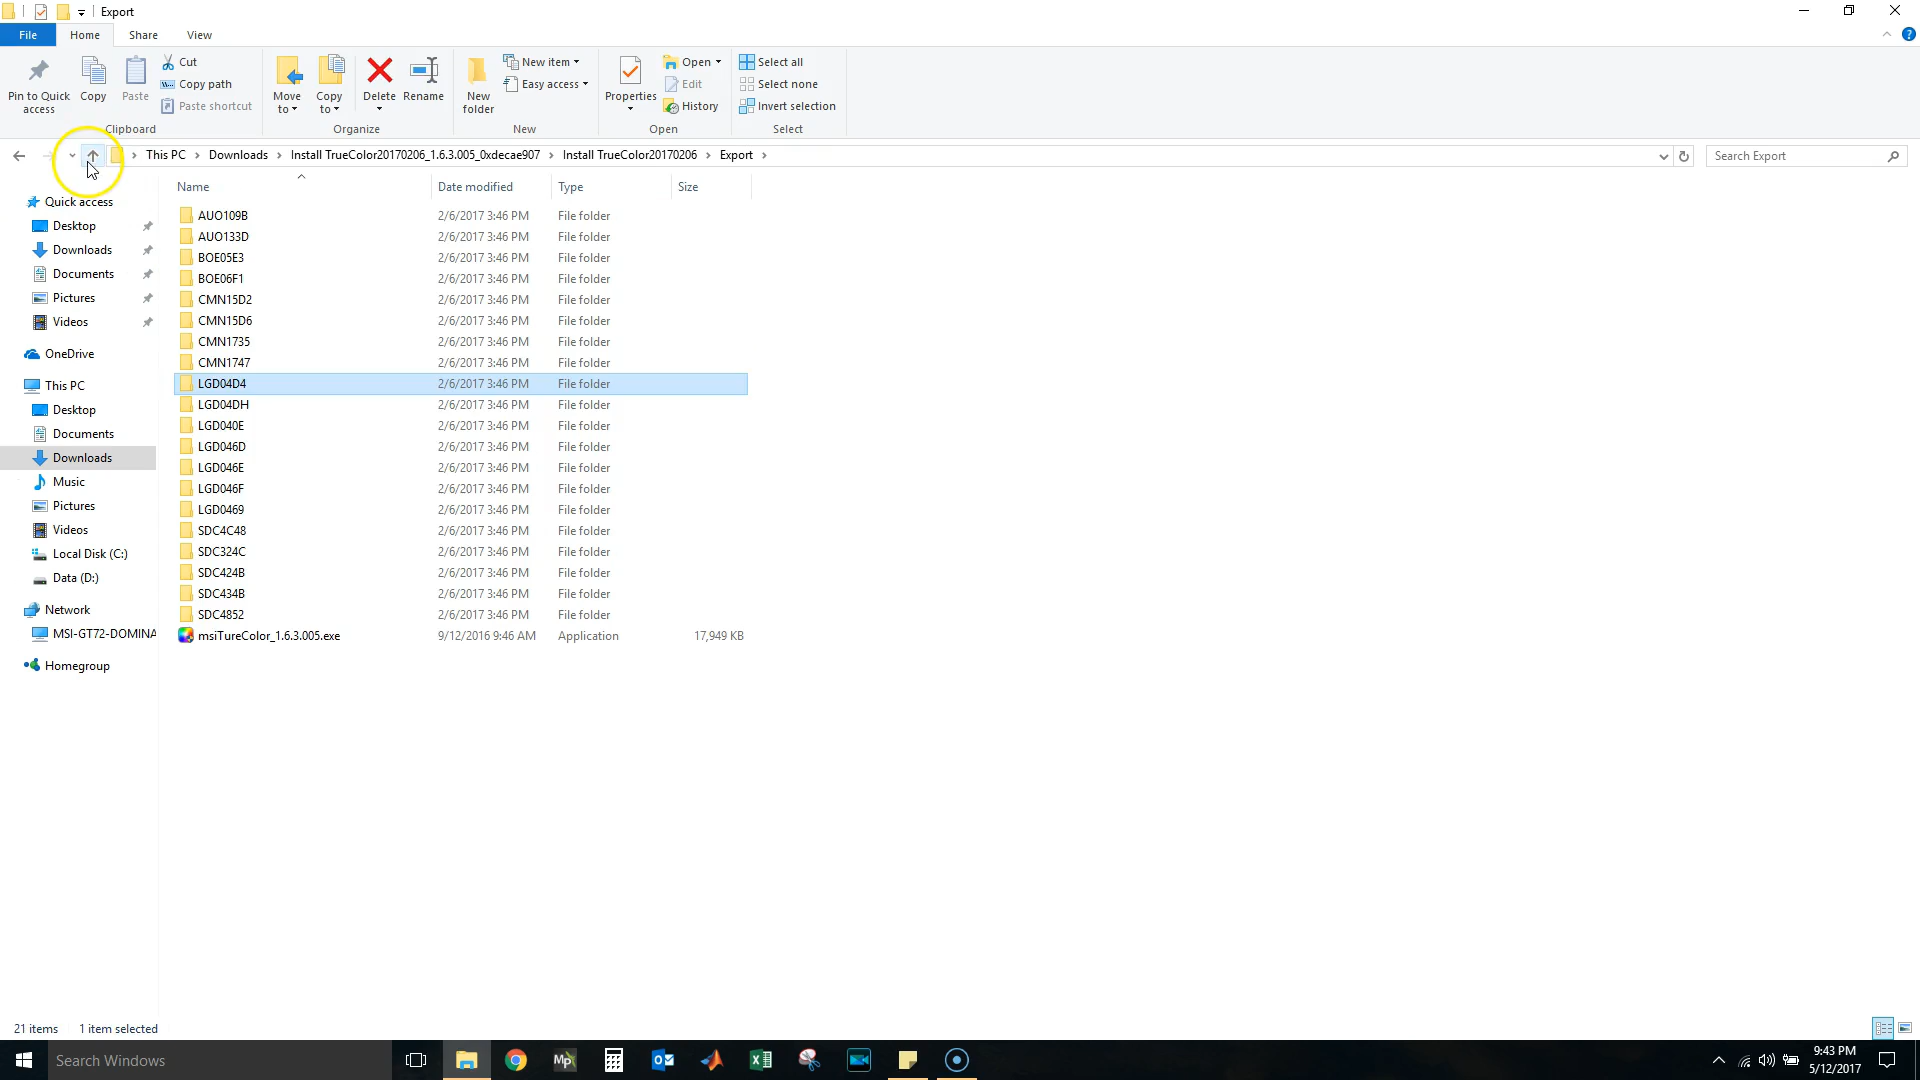 Export
File Home Share View
Pin to Quick access
Copy
Paste
Cut
Copy path
Paste shortcut
Clipboard
Move to
Copy to
Delete
Rename
Organize
New folder
New item
Easy access
New
Properties
Open
Edit
History
Open
Select all
Select none
Invert selection
Select
This PC Downloads Install TrueColor20170206_1.6.3.005_0xdecae907 Install TrueColor20170206 Export
Search Export
Quick access
Desktop
Downloads
Documents
Pictures
Videos
OneDrive
This PC
Desktop
Documents
Downloads
Music
Pictures
Videos
Local Disk (C:)
Data (D:)
Network
MSI-GT72-DOMINA
Homegroup
Name Date modified Type Size
AUO109B 2/6/2017 3:46 PM File folder
AUO133D 2/6/2017 3:46 PM File folder
BOE05E3 2/6/2017 3:46 PM File folder
BOE06F1 2/6/2017 3:46 PM File folder
CMN15D2 2/6/2017 3:46 PM File folder
CMN15D6 2/6/2017 3:46 PM File folder
CMN1735 2/6/2017 3:46 PM File folder
CMN1747 2/6/2017 3:46 PM File folder
LGD04D4 2/6/2017 3:46 PM File folder
LGD04DH 2/6/2017 3:46 PM File folder
LGD040E 2/6/2017 3:46 PM File folder
LGD046D 2/6/2017 3:46 PM File folder
LGD046E 2/6/2017 3:46 PM File folder
LGD046F 2/6/2017 3:46 PM File folder
LGD0469 2/6/2017 3:46 PM File folder
SDC4C48 2/6/2017 3:46 PM File folder
SDC324C 2/6/2017 3:46 PM File folder
SDC424B 2/6/2017 3:46 PM File folder
SDC434B 2/6/2017 3:46 PM File folder
SDC4852 2/6/2017 3:46 PM File folder
msiTureColor_1.6.3.005.exe 9/12/2016 9:46 AM Application 17,949 KB
21 items 1 item selected
Search Windows
Mp
9:43 PM
5/12/2017